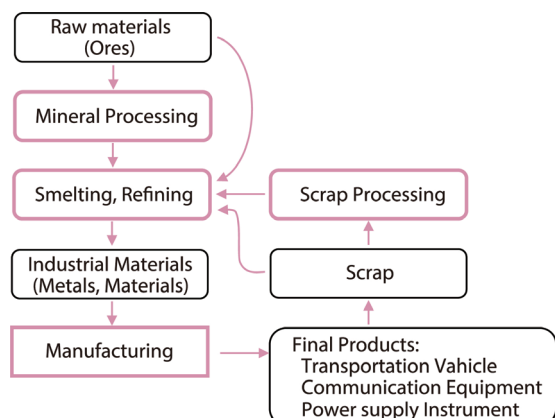 Raw materials
(Ores)
Mineral Processing
Smelting, Refining
Scrap Processing
Industrial Materials
(Metals, Materials)
Scrap
Manufacturing
Final Products:
Transportation Vahicle
Communication Equipment
Power supply Instrument